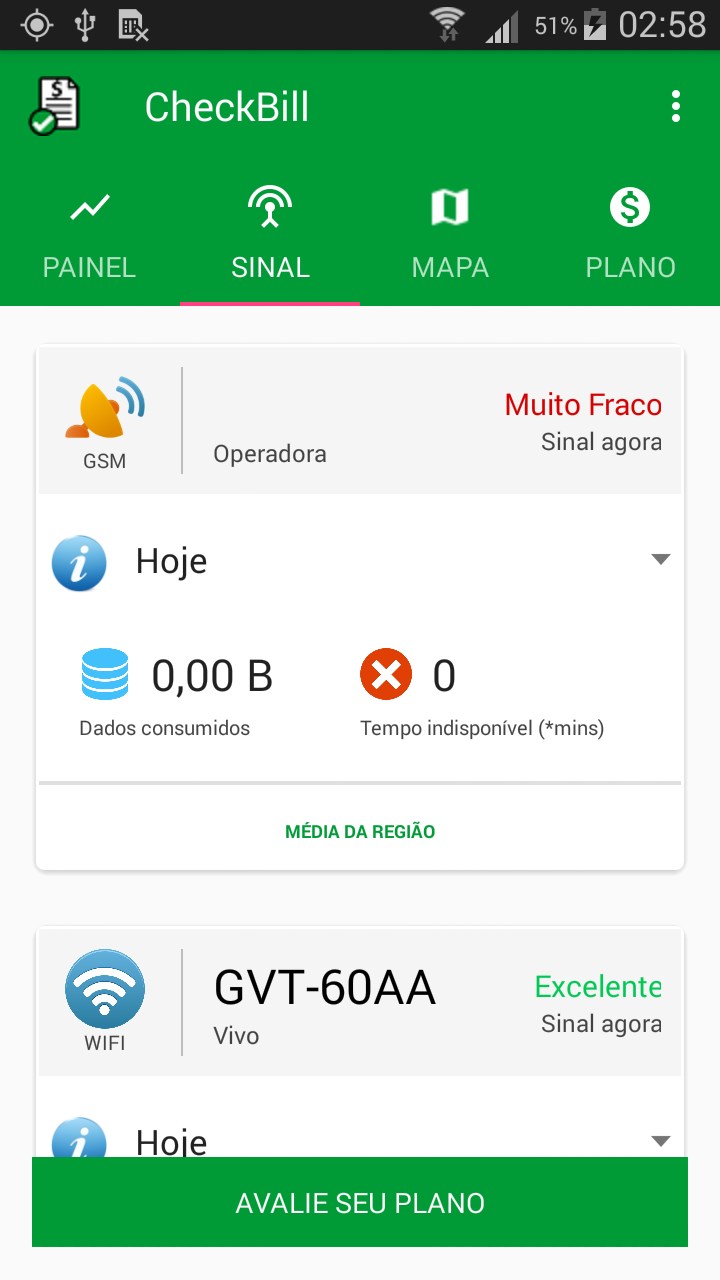 51% 02:58
CheckBill
PAINEL SINAL MAPA PLANO
Muito Fraco
GSM Operadora Sinal agora
Hoje
0,00 B 0
Dados consumidos Tempo indisponível (*mins)
MÉDIA DA REGIÃO
GVT-60AA Excelente
WIFI Vivo Sinal agora
Hoje
AVALIE SEU PLANO